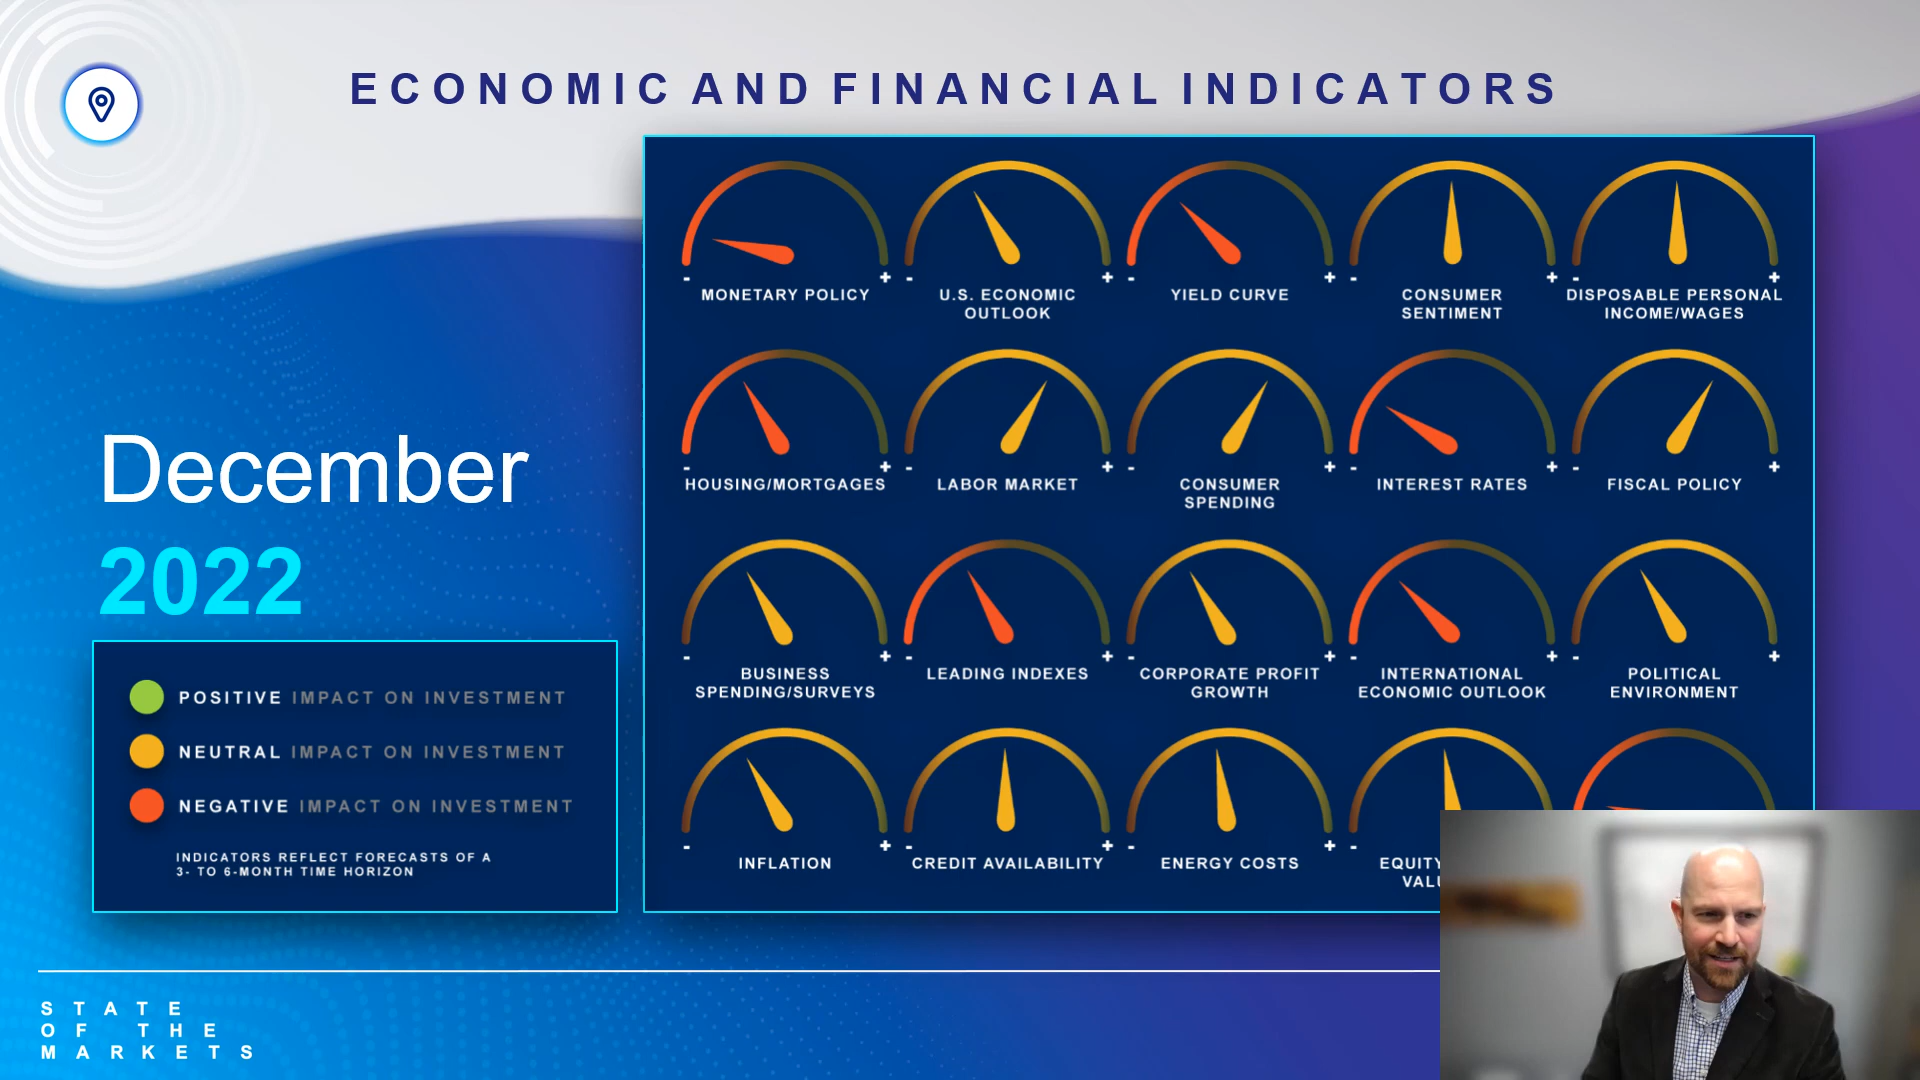 ECONOMIC AND FINANCIAL INDICATORS
- +
- +
- +
- +
- +
MONETARY POLICY
U.S. ECONOMIC
OUTLOOK
YIELD CURVE
CONSUMER
SENTIMENT
DISPOSABLE PERSONAL
INCOME/WAGES
- +
- +
- +
- +
- +
HOUSING/MORTGAGES
LABOR MARKET
CONSUMER
SPENDING
INTEREST RATES
FISCAL POLICY
- +
- +
- +
- +
- +
BUSINESS
SPENDING/SURVEYS
LEADING INDEXES
CORPORATE PROFIT
GROWTH
INTERNATIONAL
ECONOMIC OUTLOOK
POLITICAL
ENVIRONMENT
- +
- +
- +
-
INFLATION
CREDIT AVAILABILITY
ENERGY COSTS
EQUITY
December
2022
POSITIVE IMPACT ON INVESTMENT
NEUTRAL IMPACT ON INVESTMENT
NEGATIVE IMPACT ON INVESTMENT
INDICATORS REFLECT FORECASTS OF A
3- TO 6-MONTH TIME HORIZON
STATE
OF THE
MARKETS